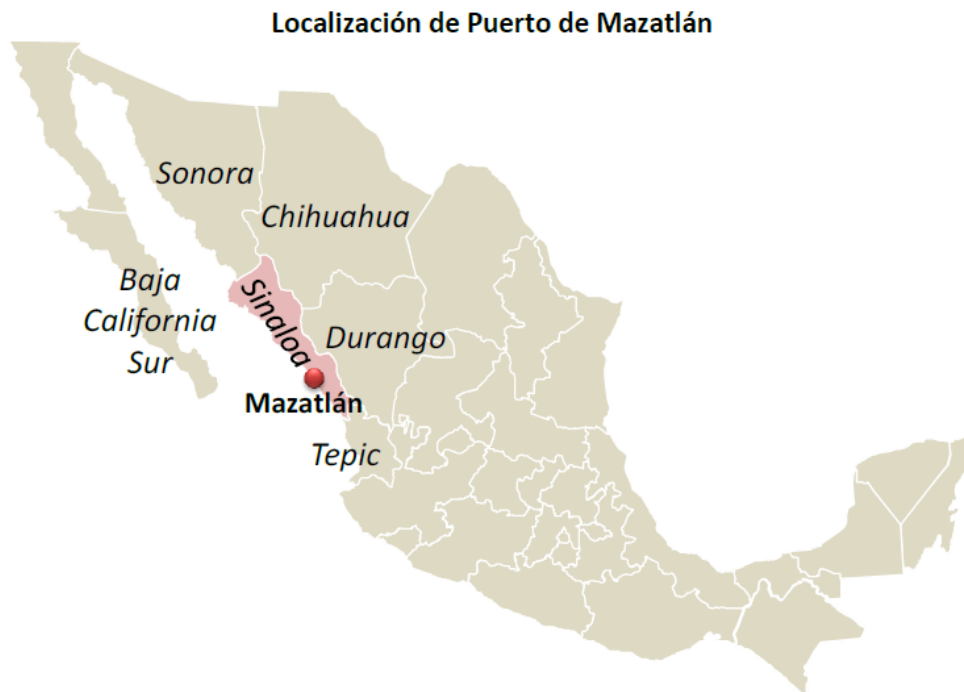 Localización de Puerto de Mazatlán
Sonora
Chihuahua
Baja
California
Sur
Sinaloa
Durango
Mazatlán
Tepic